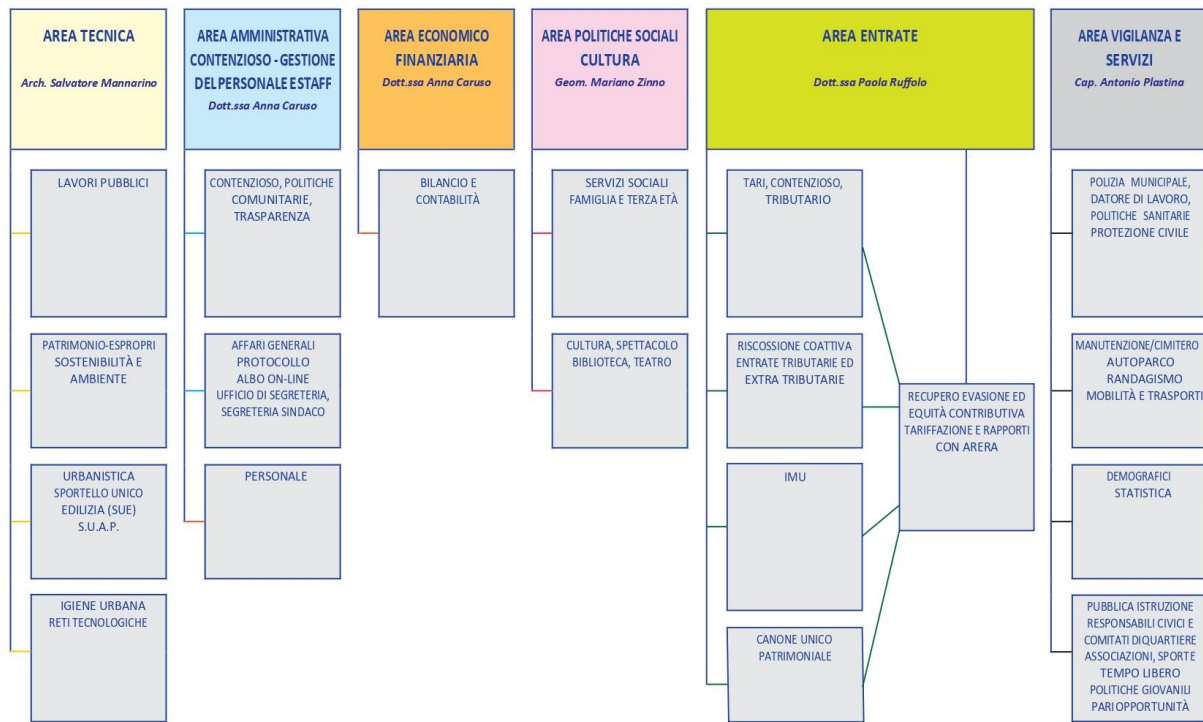 AREA TECNICA
Arch. Salvatore Mannarino
LAVORI PUBBLICI
PATRIMONIO-ESPROPRI
SOSTENIBILITÀ E
AMBIENTE
URBANISTICA
SPORTELLO UNICO
EDILIZIA (SUE)
S.U.A.P.
IGIENE URBANA
RETI TECNOLOGICHE
AREA AMMINISTRATIVA
CONTENZIOSO - GESTIONE
DEL PERSONALE E STAFF
Dott.ssa Anna Caruso
CONTENZIOSO, POLITICHE
COMUNITARIE,
TRASPARENZA
AFFARI GENERALI
PROTOCOLLO
ALBO ON-LINE
UFFICIO DI SEGRETERIA,
SEGRETERIA SINDACO
PERSONALE
AREA ECONOMICO
FINANZIARIA
Dott.ssa Anna Caruso
BILANCIO E
CONTABILITÀ
AREA POLITICHE SOCIALI
CULTURA
Geom. Mariano Zinno
SERVIZI SOCIALI
FAMIGLIA E TERZA ETÀ
CULTURA, SPETTACOLO
BIBLIOTECA, TEATRO
AREA ENTRATE
Dott.ssa Paola Ruffolo
TARI, CONTENZIOSO,
TRIBUTARIO
RISCOSSIONE COATTIVA
ENTRATE TRIBUTARIE ED
EXTRA TRIBUTARIE
IMU
CANONE UNICO
PATRIMONIALE
RECUPERO EVASIONE ED
EQUITÀ CONTRIBUTIVA
TARIFFAZIONE E RAPPORTI
CON ARERA
AREA VIGILANZA E
SERVIZI
Cap. Antonio Plastina
POLIZIA MUNICIPALE,
DATORE DI LAVORO,
POLITICHE SANITARIE
PROTEZIONE CIVILE
MANUTENZIONE/CIMITERO
AUTOPARCO
RANDAGISMO
MOBILITÀ E TRASPORTI
DEMOGRAFICI
STATISTICA
PUBBLICA ISTRUZIONE
RESPONSABILI CIVICI E
COMITATI DIQUARTIERE
ASSOCIAZIONI, SPORTE
TEMPO LIBERO
POLITICHE GIOVANILI
PARI OPPORTUNITÀ